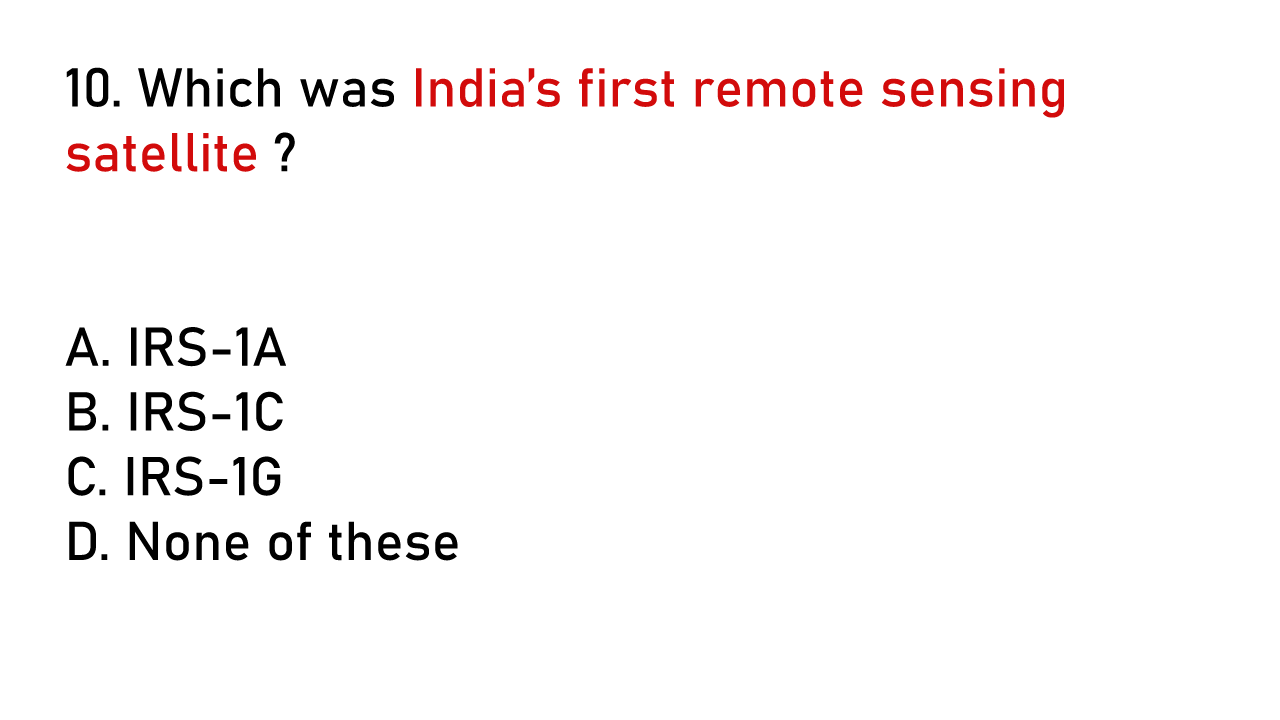 10. Which was India’s first remote sensing
satellite ?
A. IRS-1A
B. IRS-1C
C. IRS-1G
D. None of these